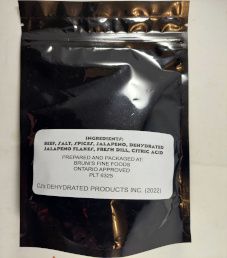 INGREDIENTS:
BEEF, SALT, SPICES, JALAPENO, DEHYDRATED
JALAPENO FLAKES, FRESH DILL, CITRIC ACID
PREPARED AND PACKAGED AT:
BRUNI'S FINE FOODS
ONTARIO APPROVED
PLT 6325
C/o DEHYDRATED PRODUCTS INC. (2022)